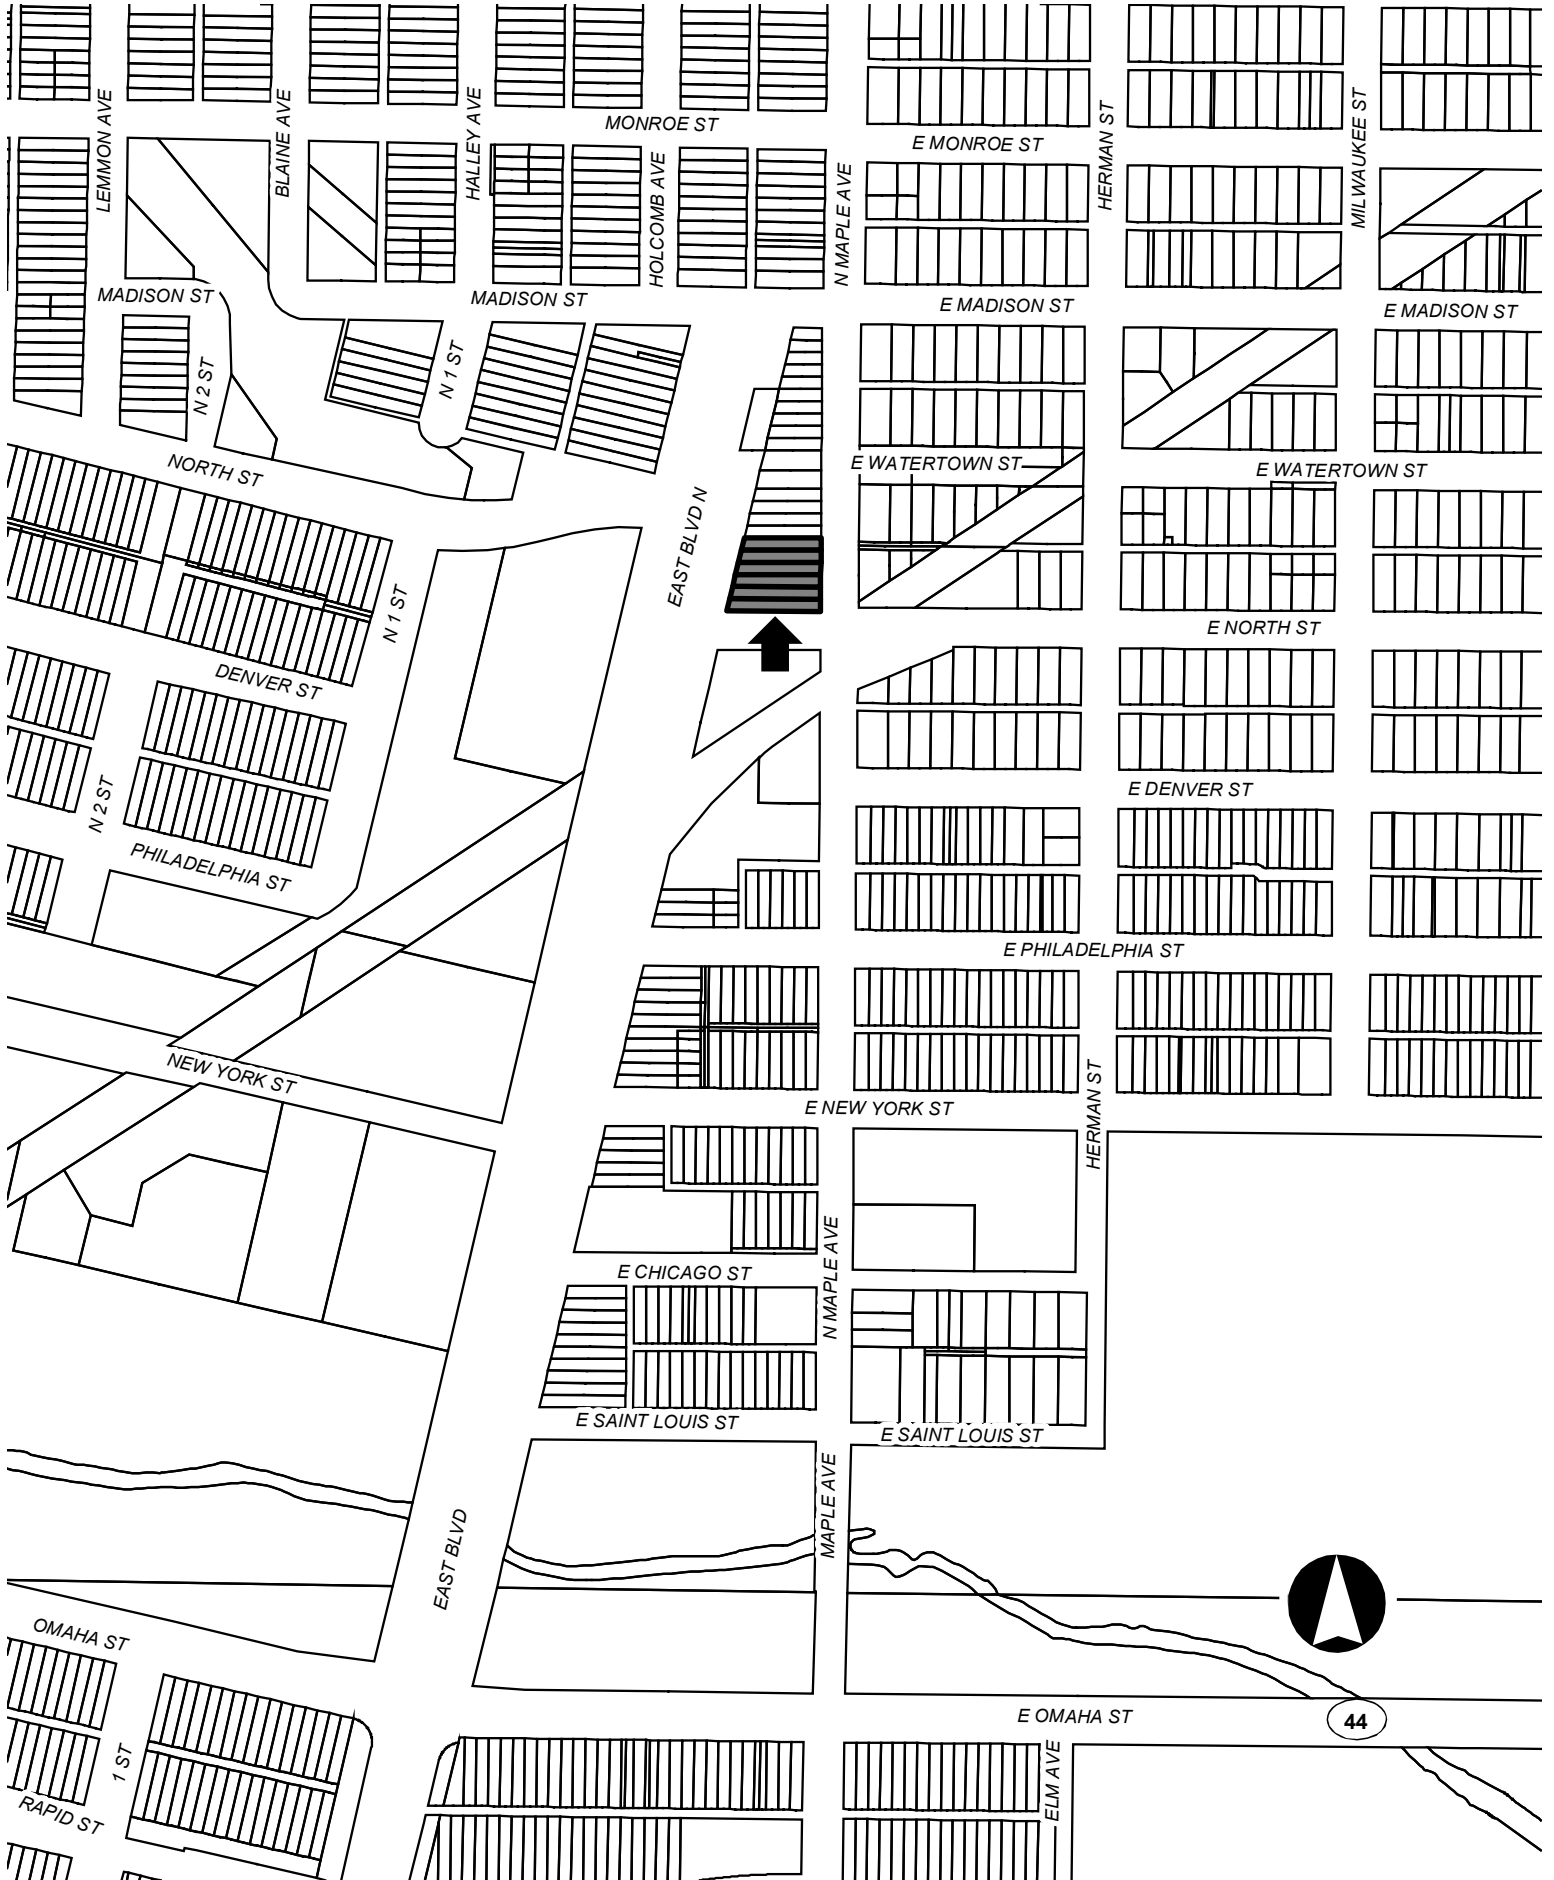 LEMMON AVE
BLAINE AVE
HALLEY AVE
MONROE ST
E MONROE ST
HERMAN ST
MILWAUKEE ST
HOLCOMB AVE
N MAPLE AVE
MADISON ST
MADISON ST
E MADISON ST
E MADISON ST
N 2 ST
N 1 ST
NORTH ST
E WATERTOWN ST
E WATERTOWN ST
EAST BLVD N
N 1 ST
E NORTH ST
DENVER ST
N 2 ST
E DENVER ST
PHILADELPHIA ST
E PHILADELPHIA ST
NEW YORK ST
E NEW YORK ST
HERMAN ST
E CHICAGO ST
N MAPLE AVE
E SAINT LOUIS ST
E SAINT LOUIS ST
MAPLE AVE
EAST BLVD
OMAHA ST
E OMAHA ST
44
1 ST
ELM AVE
RAPID ST